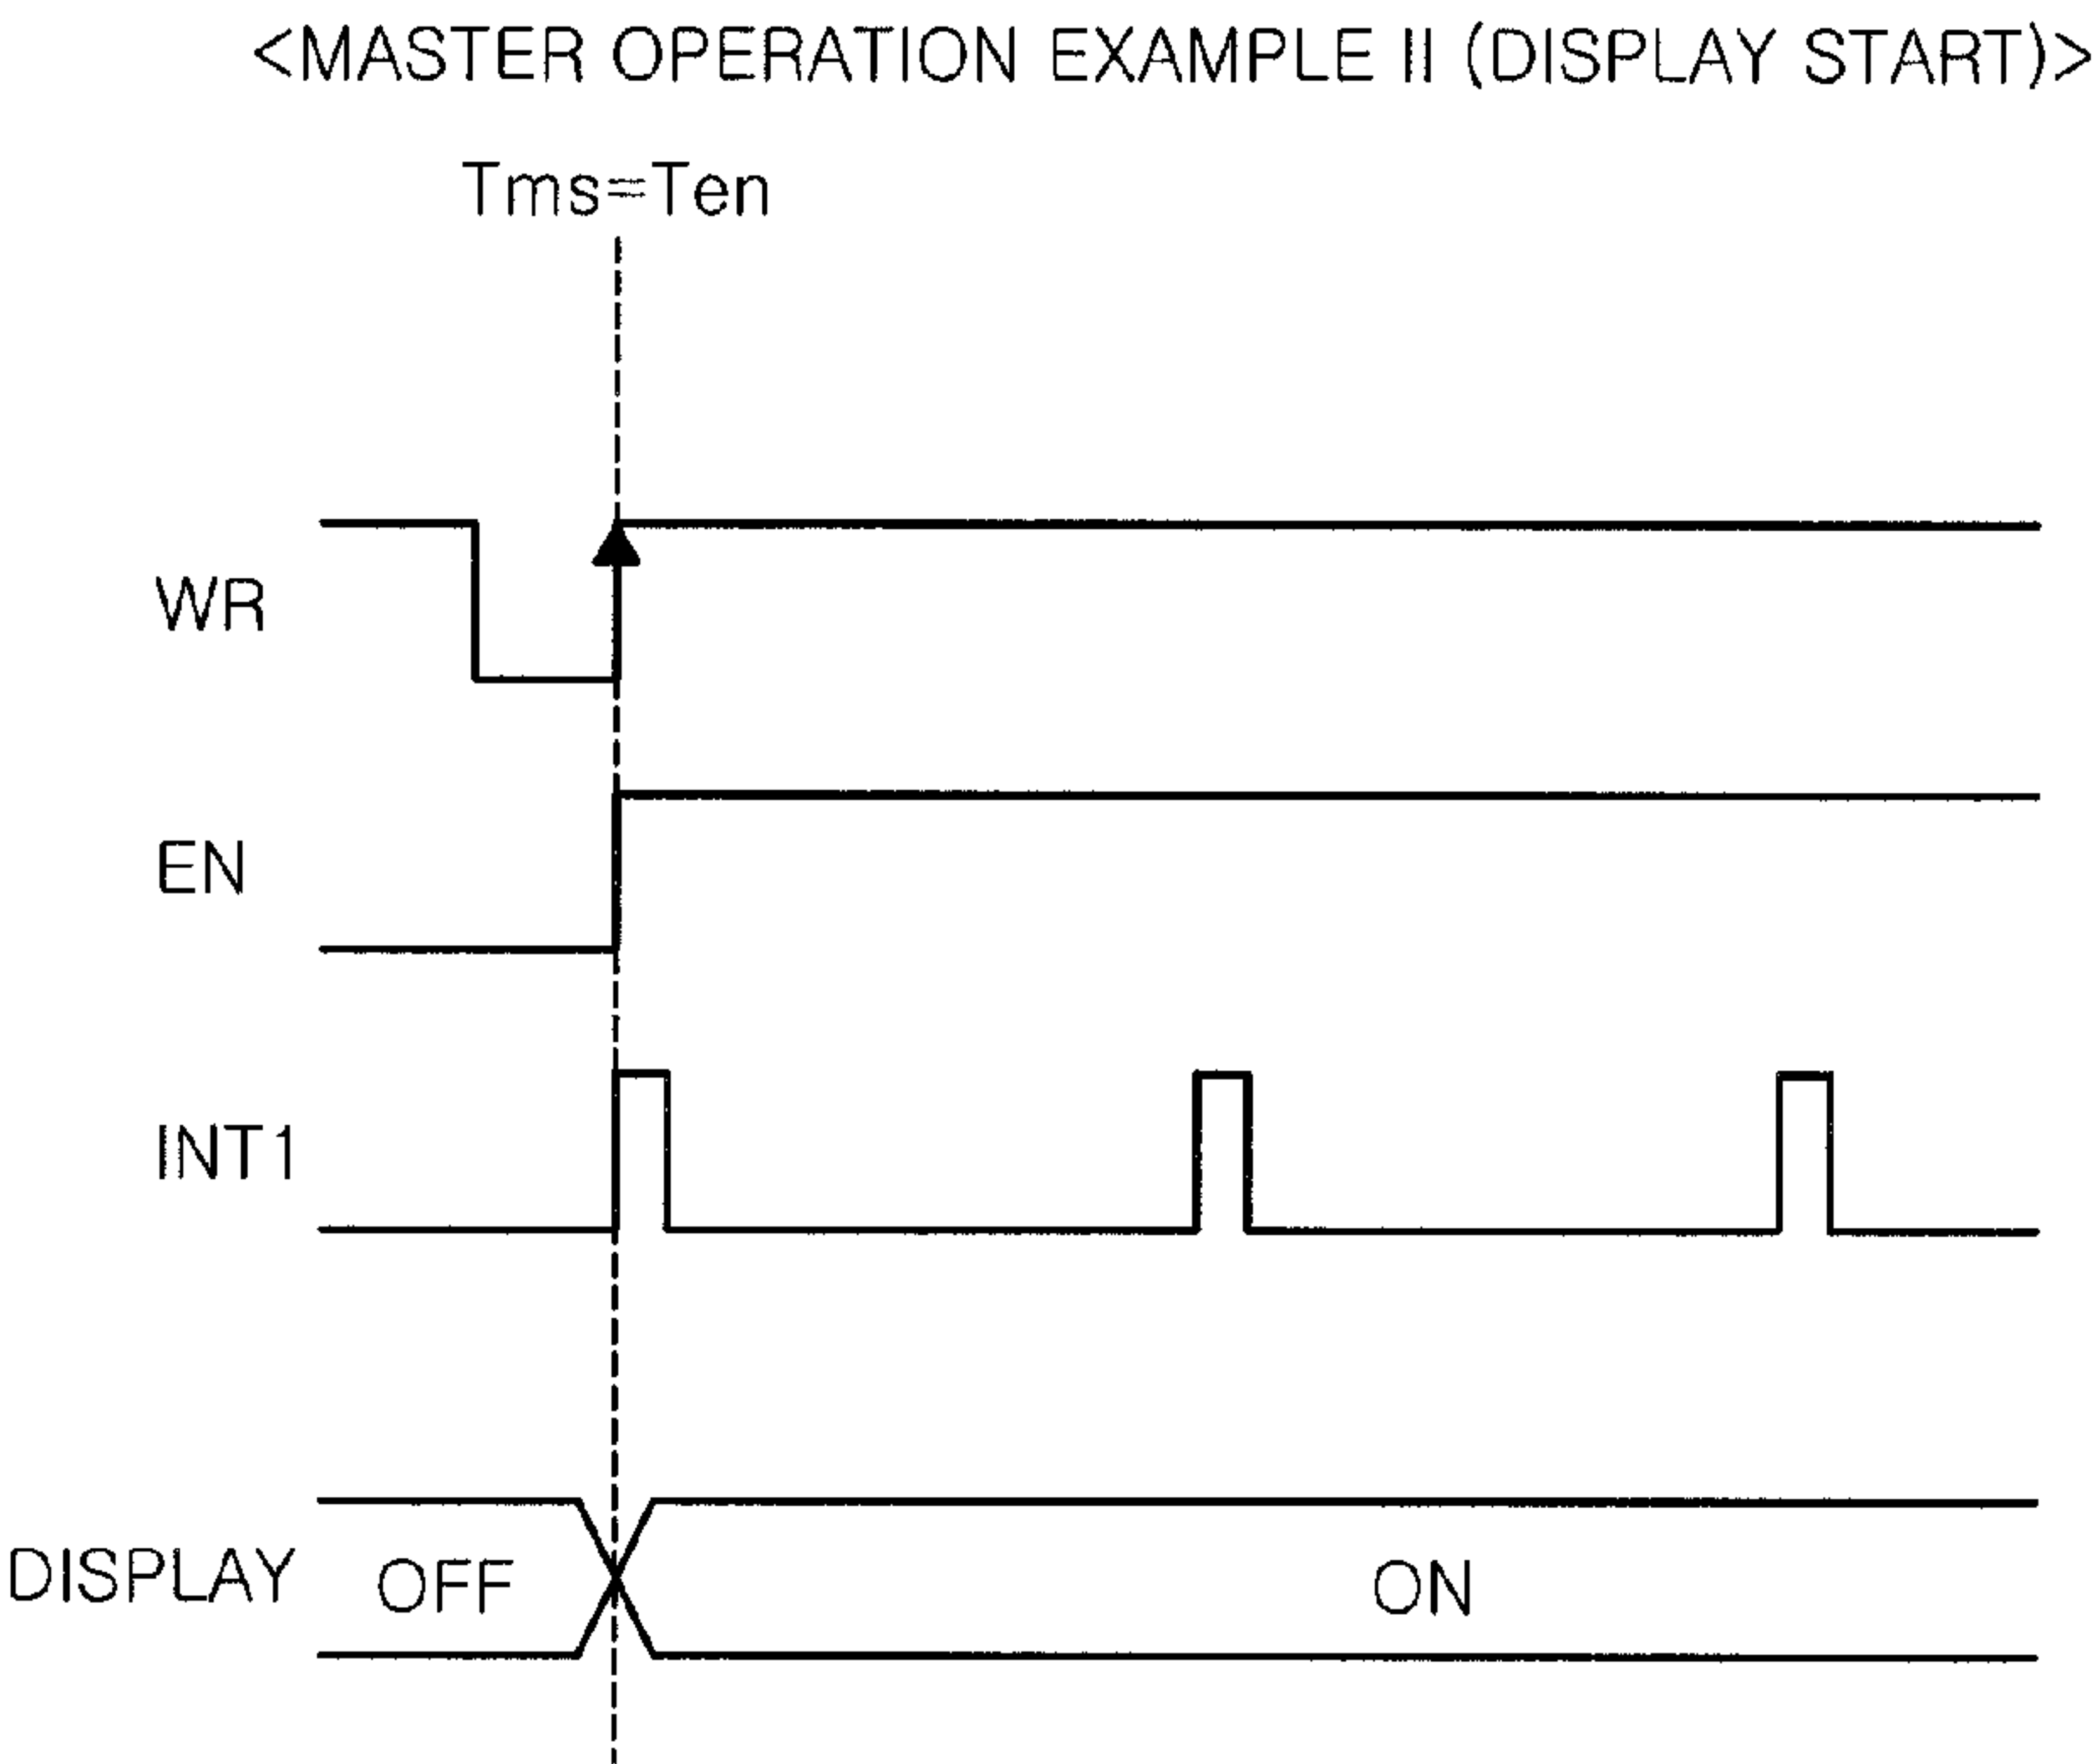 <MASTER OPERATION EXAMPLE II (DISPLAY START)>
Tms=Ten
WR
EN
INT1
DISPLAY OFF ON